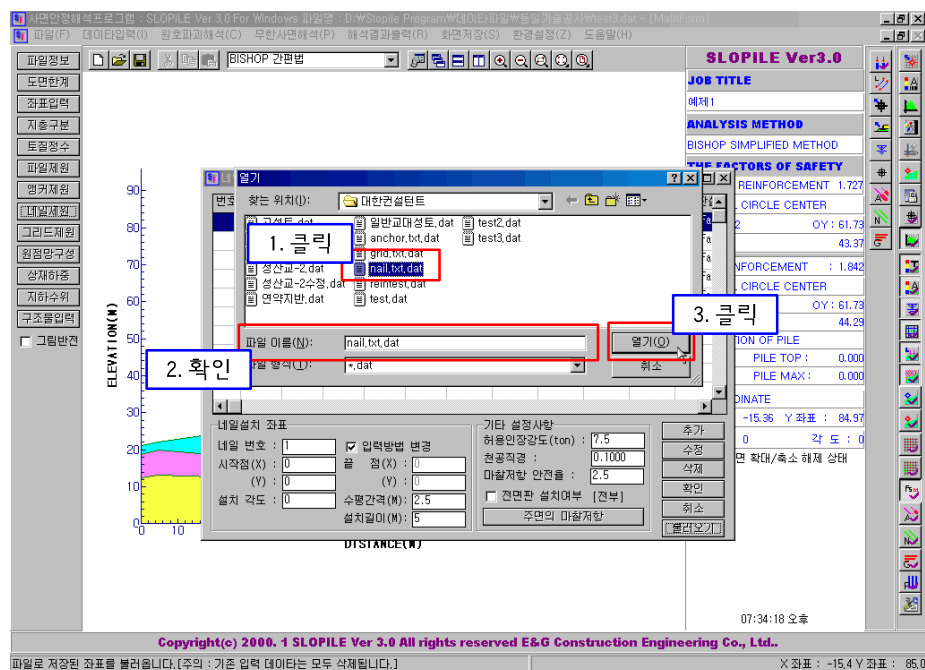 사면안정해석프로그램 : SLOPILE Ver 3.0 For Windows 파일명 : D:\Slopile Program\데이타파일\동일기술공사\test3.dat - [MainForm]
파일(F) 데이타입력(I) 원호파괴해석(C) 무한사면해석(P) 해석결과출력(R) 화면저장(S) 환경설정(Z) 도움말(H)
BISHOP 간편법
파일정보
도면한계
좌표입력
지층구분
토질정수
파일제원
앵커제원
네일제원
그리드제원
원점망구성
상재하중
지하수위
구조물입력
그림반전
SLOPILE Ver3.0
JOB TITLE
예제1
ANALYSIS METHOD
BISHOP SIMPLIFIED METHOD
THE FACTORS OF SAFETY
REINFORCEMENT 1.727
CIRCLE CENTER
OY : 61.73
43.37
NFORCEMENT : 1.842
CIRCLE CENTER
OY : 61.73
44.29
TION OF PILE
PILE TOP : 0.000
PILE MAX : 0.000
DINATE
-15.36 Y 좌표 : 84.97
0 각 도 : 0
면 확대/축소 해제 상태
07:34:18 오후
열기
번호
찾는 위치(I):
대한컨설턴트
일반교대성토.dat
test2.dat
anchor.txt.dat
test3.dat
grid.txt.dat
성산교-2.dat
nail.txt.dat
성산교-2수정.dat
reintest.dat
연약지반.dat
test.dat
1. 클릭
2. 확인
3. 클릭
파일 이름(N):
nail.txt.dat
열기(O)
파일 형식(T):
*.dat
취소
네일설치 좌표
네일 번호 : 1
입력방법 변경
시작점(X) : 0
끝 점(X) : 0
(Y) : 0
(Y) : 0
설치 각도 : 0
수평간격(M): 2.5
설치길이(M): 5
기타 설정사항
허용인장강도(ton) : 7.5
천공직경 : 0.1000
마찰저항 안전율 : 2.5
전면판 설치여부 [전부]
주면의 마찰저항
추가
수정
삭제
확인
취소
불러오기
ELEVATION(M)
90
80
70
60
50
40
30
20
10
0
0 10
DISTANCE(M)
Copyright(c) 2000. 1 SLOPILE Ver 3.0 All rights reserved E&G Construction Engineering Co., Ltd..
파일로 저장된 좌표를 불러옵니다.[주의 : 기존 입력 데이타는 모두 삭제됩니다.]
X 좌표 : -15.4 Y 좌표 : 85.0